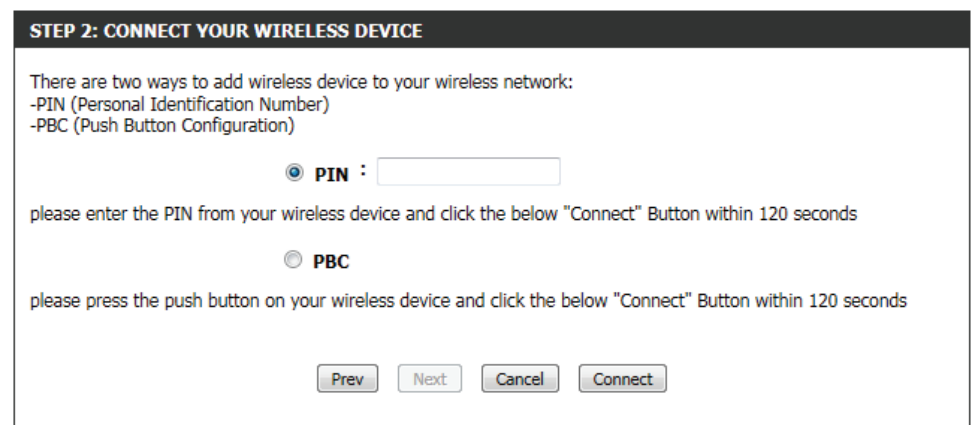 STEP 2: CONNECT YOUR WIRELESS DEVICE
There are two ways to add wireless device to your wireless network:
-PIN (Personal Identification Number)
-PBC (Push Button Configuration)
PIN :
please enter the PIN from your wireless device and click the below "Connect" Button within 120 seconds
PBC
please press the push button on your wireless device and click the below "Connect" Button within 120 seconds
Prev Next Cancel Connect